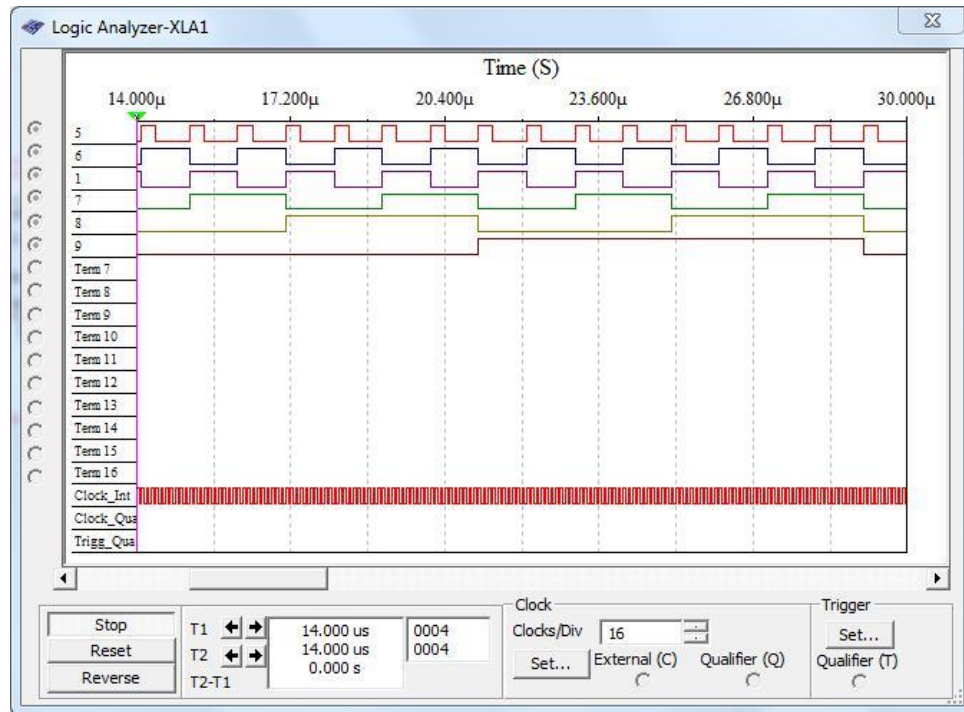 Logic Analyzer-XLA1
Time (S)
14.000µ 17.200µ 20.400µ 23.600µ 26.800µ 30.000µ
5
6
1
7
8
9
Term 7
Term 8
Term 9
Term 10
Term 11
Term 12
Term 13
Term 14
Term 15
Term 16
Clock_Int
Clock_Qua
Trigg_Qua
Stop
Reset
Reverse
T1 14.000 us 0004
T2 14.000 us 0004
T2-T1 0.000 s
Clock
Clocks/Div 16
Set... External (C) Qualifier (Q)
Trigger
Set...
Qualifier (T)